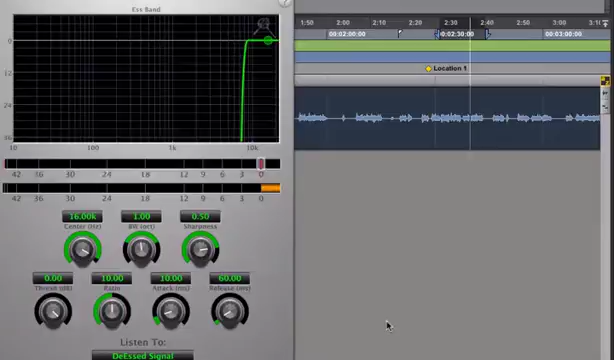 Ess Band
0
12
24
36
10
100
1k
10k
42 36 30 24 18 12 9 6 3 0
42 36 30 24 18 12 9 6 3 0
16.00k
1.00
0.50
Center (Hz)
BW (oct)
Sharpness
0.00
10.00
10.00
60.00
Thresh (dB)
Ratio
Attack (ms)
Release (ms)
Listen To:
DeEssed Signal
1:50 2:00 2:10 2:20 2:30 2:40 2:50 3:00
00:02:00:00
00:02:30:00
00:03:00:00
Location 1